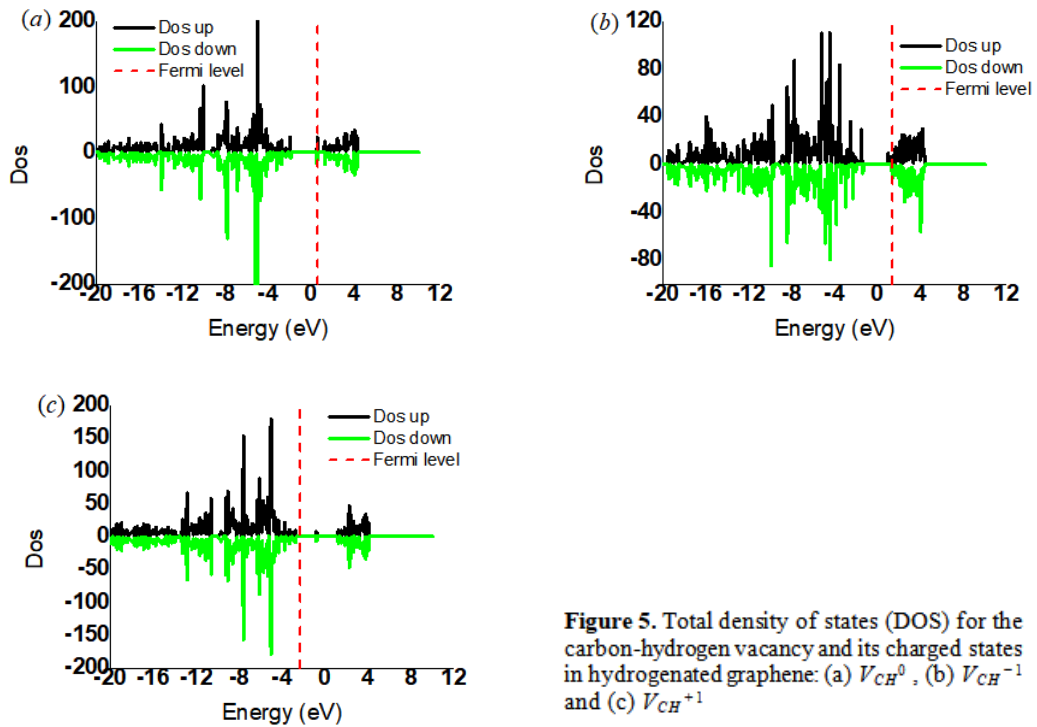 (a)
200
100
0
-100
-200
Dos
Dos up
Dos down
Fermi level
-20 -16 -12 -8 -4 0 4 8 12
Energy (eV)
(b)
120
80
40
0
-40
-80
Dos
Dos up
Dos down
Fermi level
-20 -16 -12 -8 -4 0 4 8 12
Energy (eV)
(c)
200
150
100
50
0
-50
-100
-150
-200
Dos
Dos up
Dos down
Fermi level
-20 -16 -12 -8 -4 0 4 8 12
Energy (eV)
Figure 5. Total density of states (DOS) for the
carbon-hydrogen vacancy and its charged states
in hydrogenated graphene: (a) V_CH^0 , (b) V_CH^−1
and (c) V_CH^+1